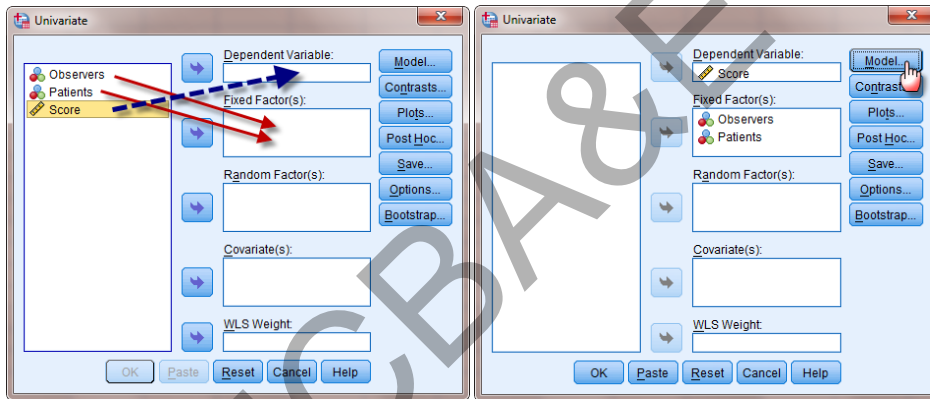 Univariate
Observers
Patients
Score
Dependent Variable:
Fixed Factor(s):
Random Factor(s):
Covariate(s):
WLS Weight:
Model...
Contrasts...
Plots...
Post Hoc...
Save...
Options...
Bootstrap...
OK Paste Reset Cancel Help
Univariate
Dependent Variable:
Score
Fixed Factor(s):
Observers
Patients
Random Factor(s):
Covariate(s):
WLS Weight:
Model...
Contrast
Plots...
Post Hoc...
Save...
Options...
Bootstrap...
OK Paste Reset Cancel Help
CBA&E